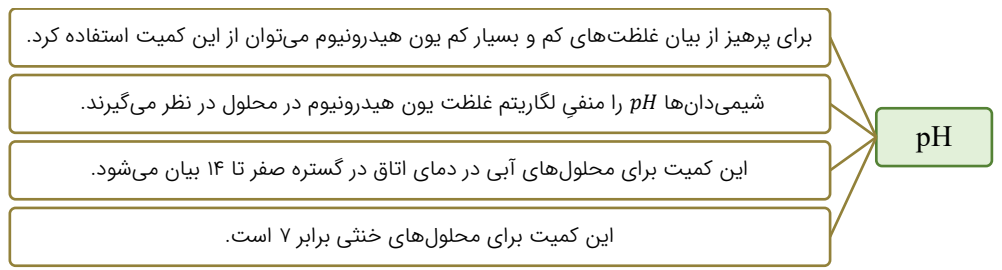 برای پرهیز از بیان غلظت‌های کم و بسیار کم یون هیدرونیوم می‌توان از این کمیت استفاده کرد.
شیمی‌دان‌ها pH را منفیِ لگاریتم غلظت یون هیدرونیوم در محلول در نظر می‌گیرند.
pH
این کمیت برای محلول‌های آبی در دمای اتاق در گستره صفر تا ۱۴ بیان می‌شود.
این کمیت برای محلول‌های خنثی برابر ۷ است.